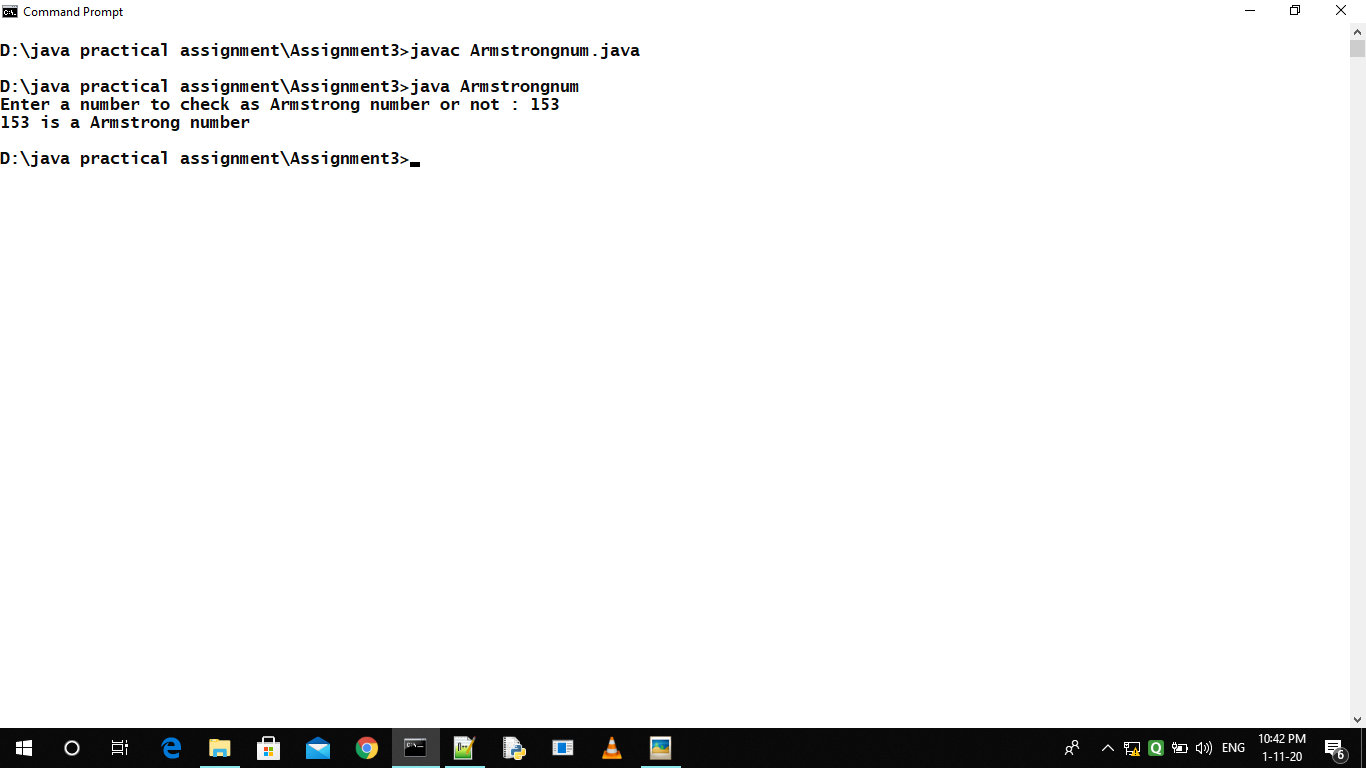 Command Prompt
D:\java practical assignment\Assignment3>javac Armstrongnum.java
D:\java practical assignment\Assignment3>java Armstrongnum
Enter a number to check as Armstrong number or not : 153
153 is a Armstrong number
D:\java practical assignment\Assignment3>
ENG
10:42 PM
1-11-20
6